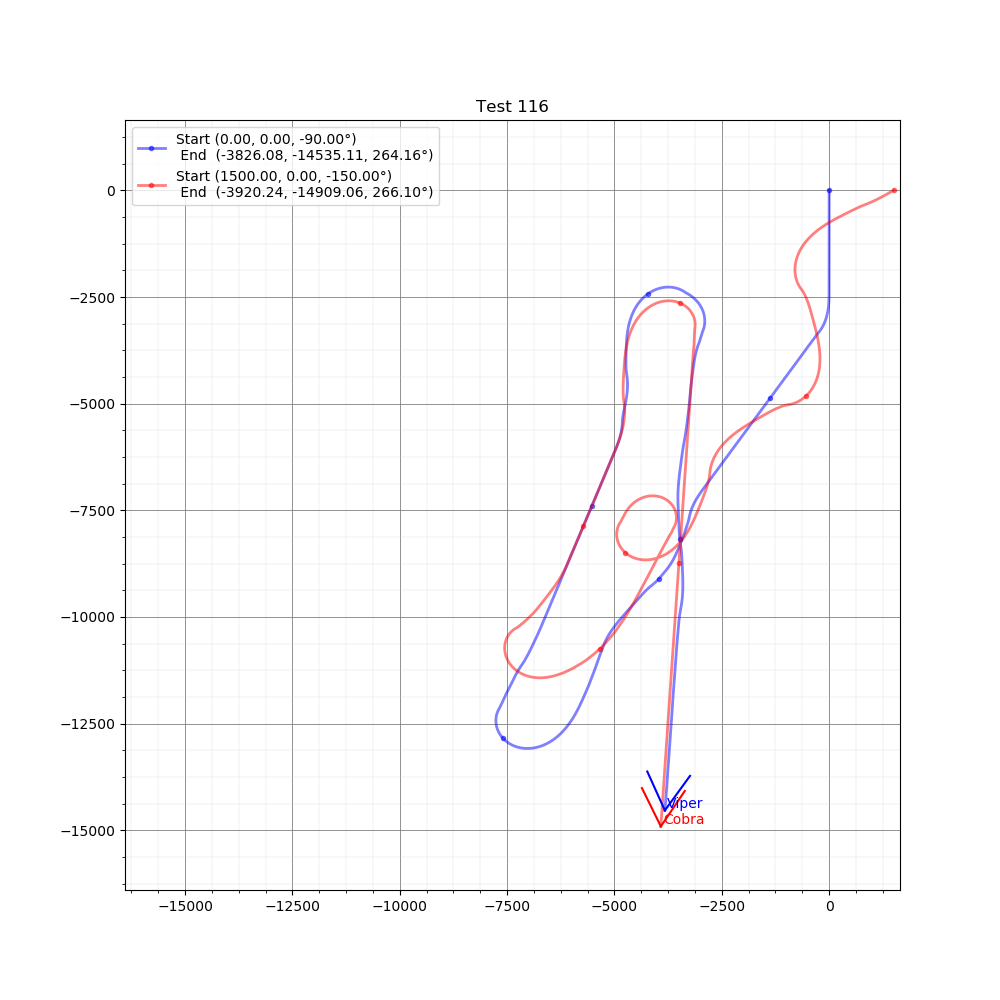 Test 116
Start (0.00, 0.00, -90.00°)
End (-3826.08, -14535.11, 264.16°)
Start (1500.00, 0.00, -150.00°)
End (-3920.24, -14909.06, 266.10°)
0
−2500
−5000
−7500
−10000
−12500
−15000
Viper
Cobra
−15000 −12500 −10000 −7500 −5000 −2500 0